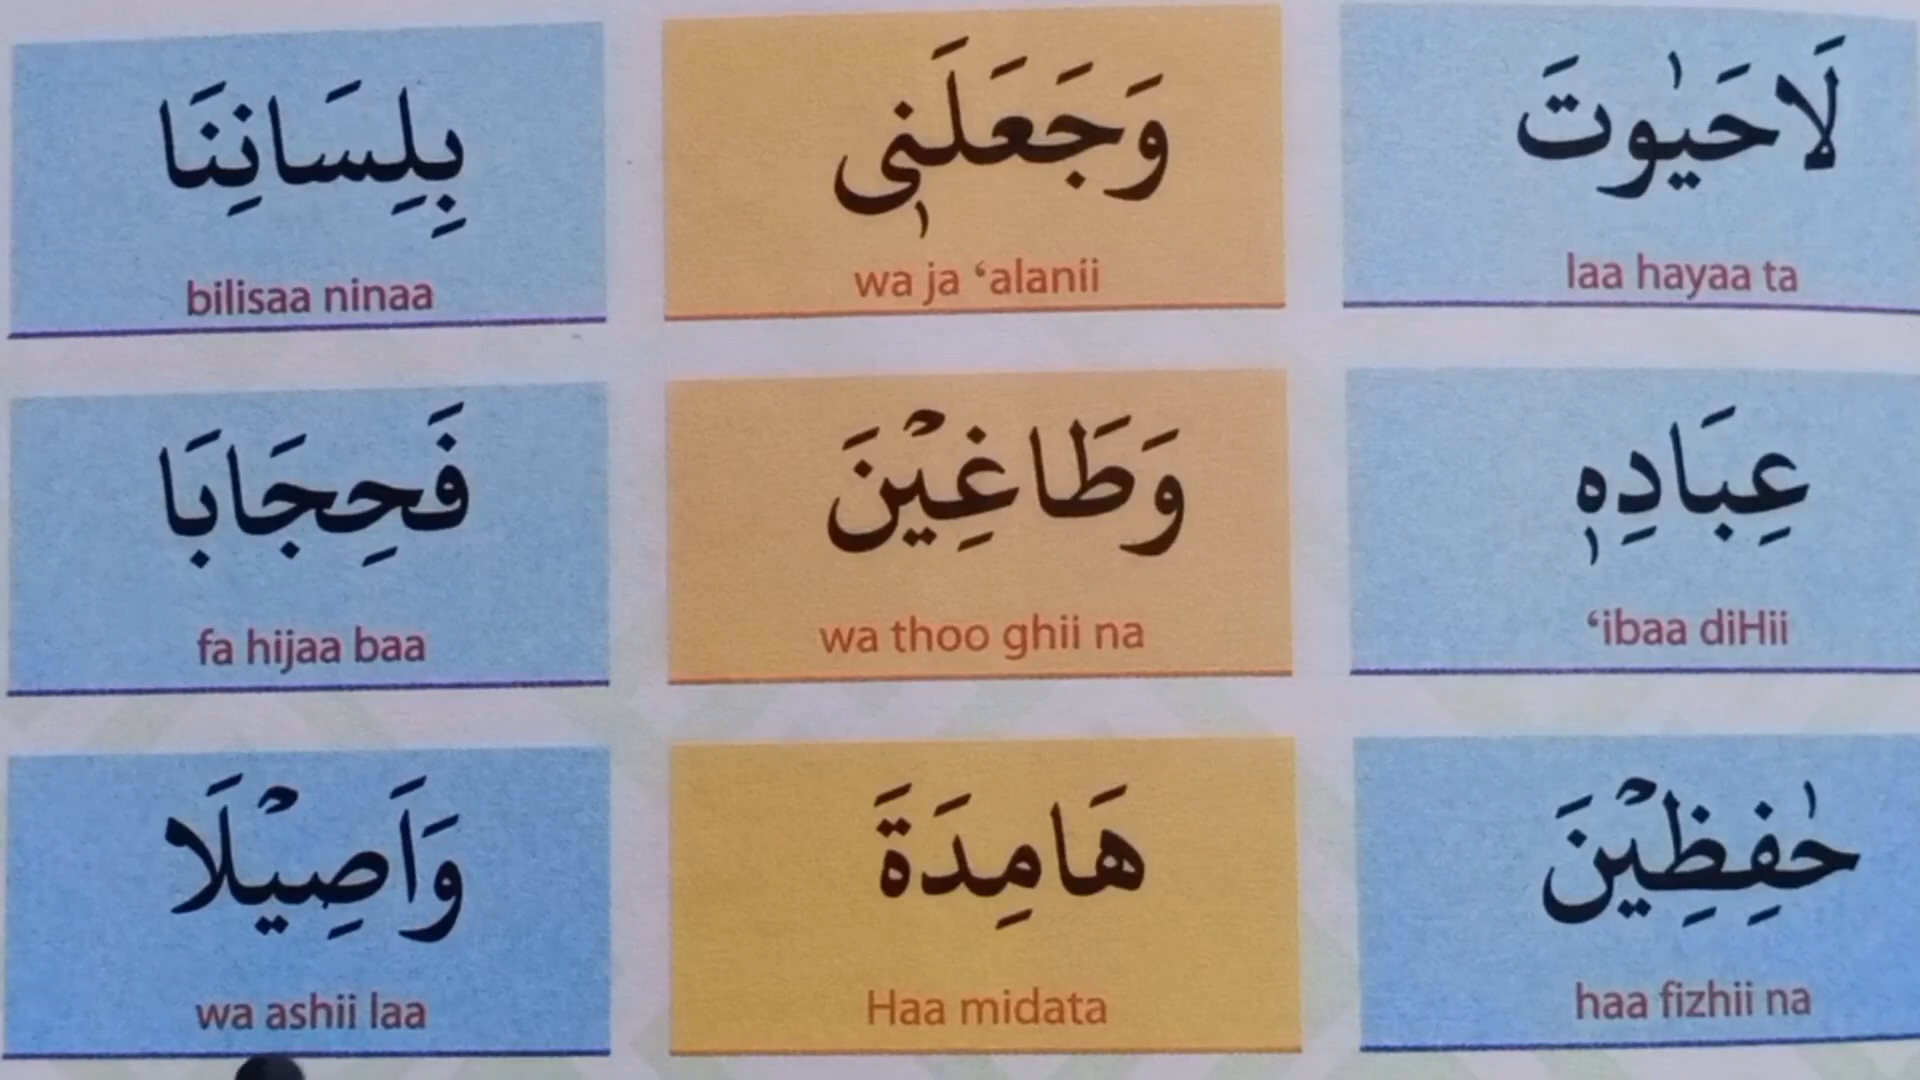 لَاحَيٰوتَ
laa hayaa ta
وَجَعَلَنٖى
wa ja ‘alanii
بِلِسَانِنَا
bilisaa ninaa
عِبَادِهٖ
‘ibaa diHii
وَطَاغِيْنَ
wa thoo ghii na
فَحِجَابَا
fa hijaa baa
حٰفِظِيْنَ
haa fizhii na
هَامِدَةَ
Haa midata
وَاَصِيْلَا
wa ashii laa